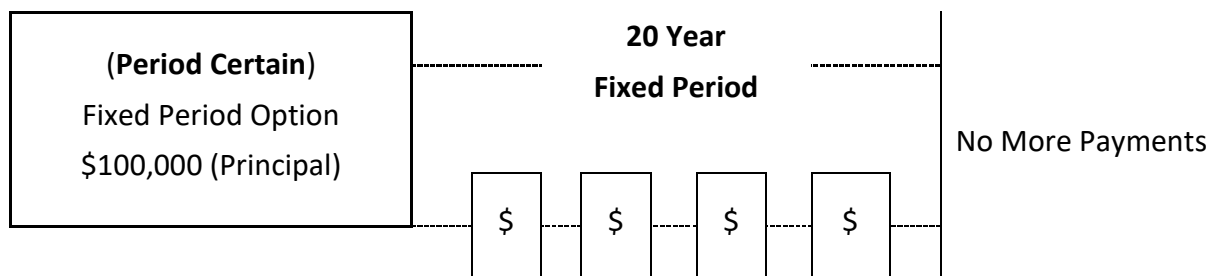 (Period Certain)
Fixed Period Option
$100,000 (Principal)
20 Year
Fixed Period
No More Payments
$ $ $ $